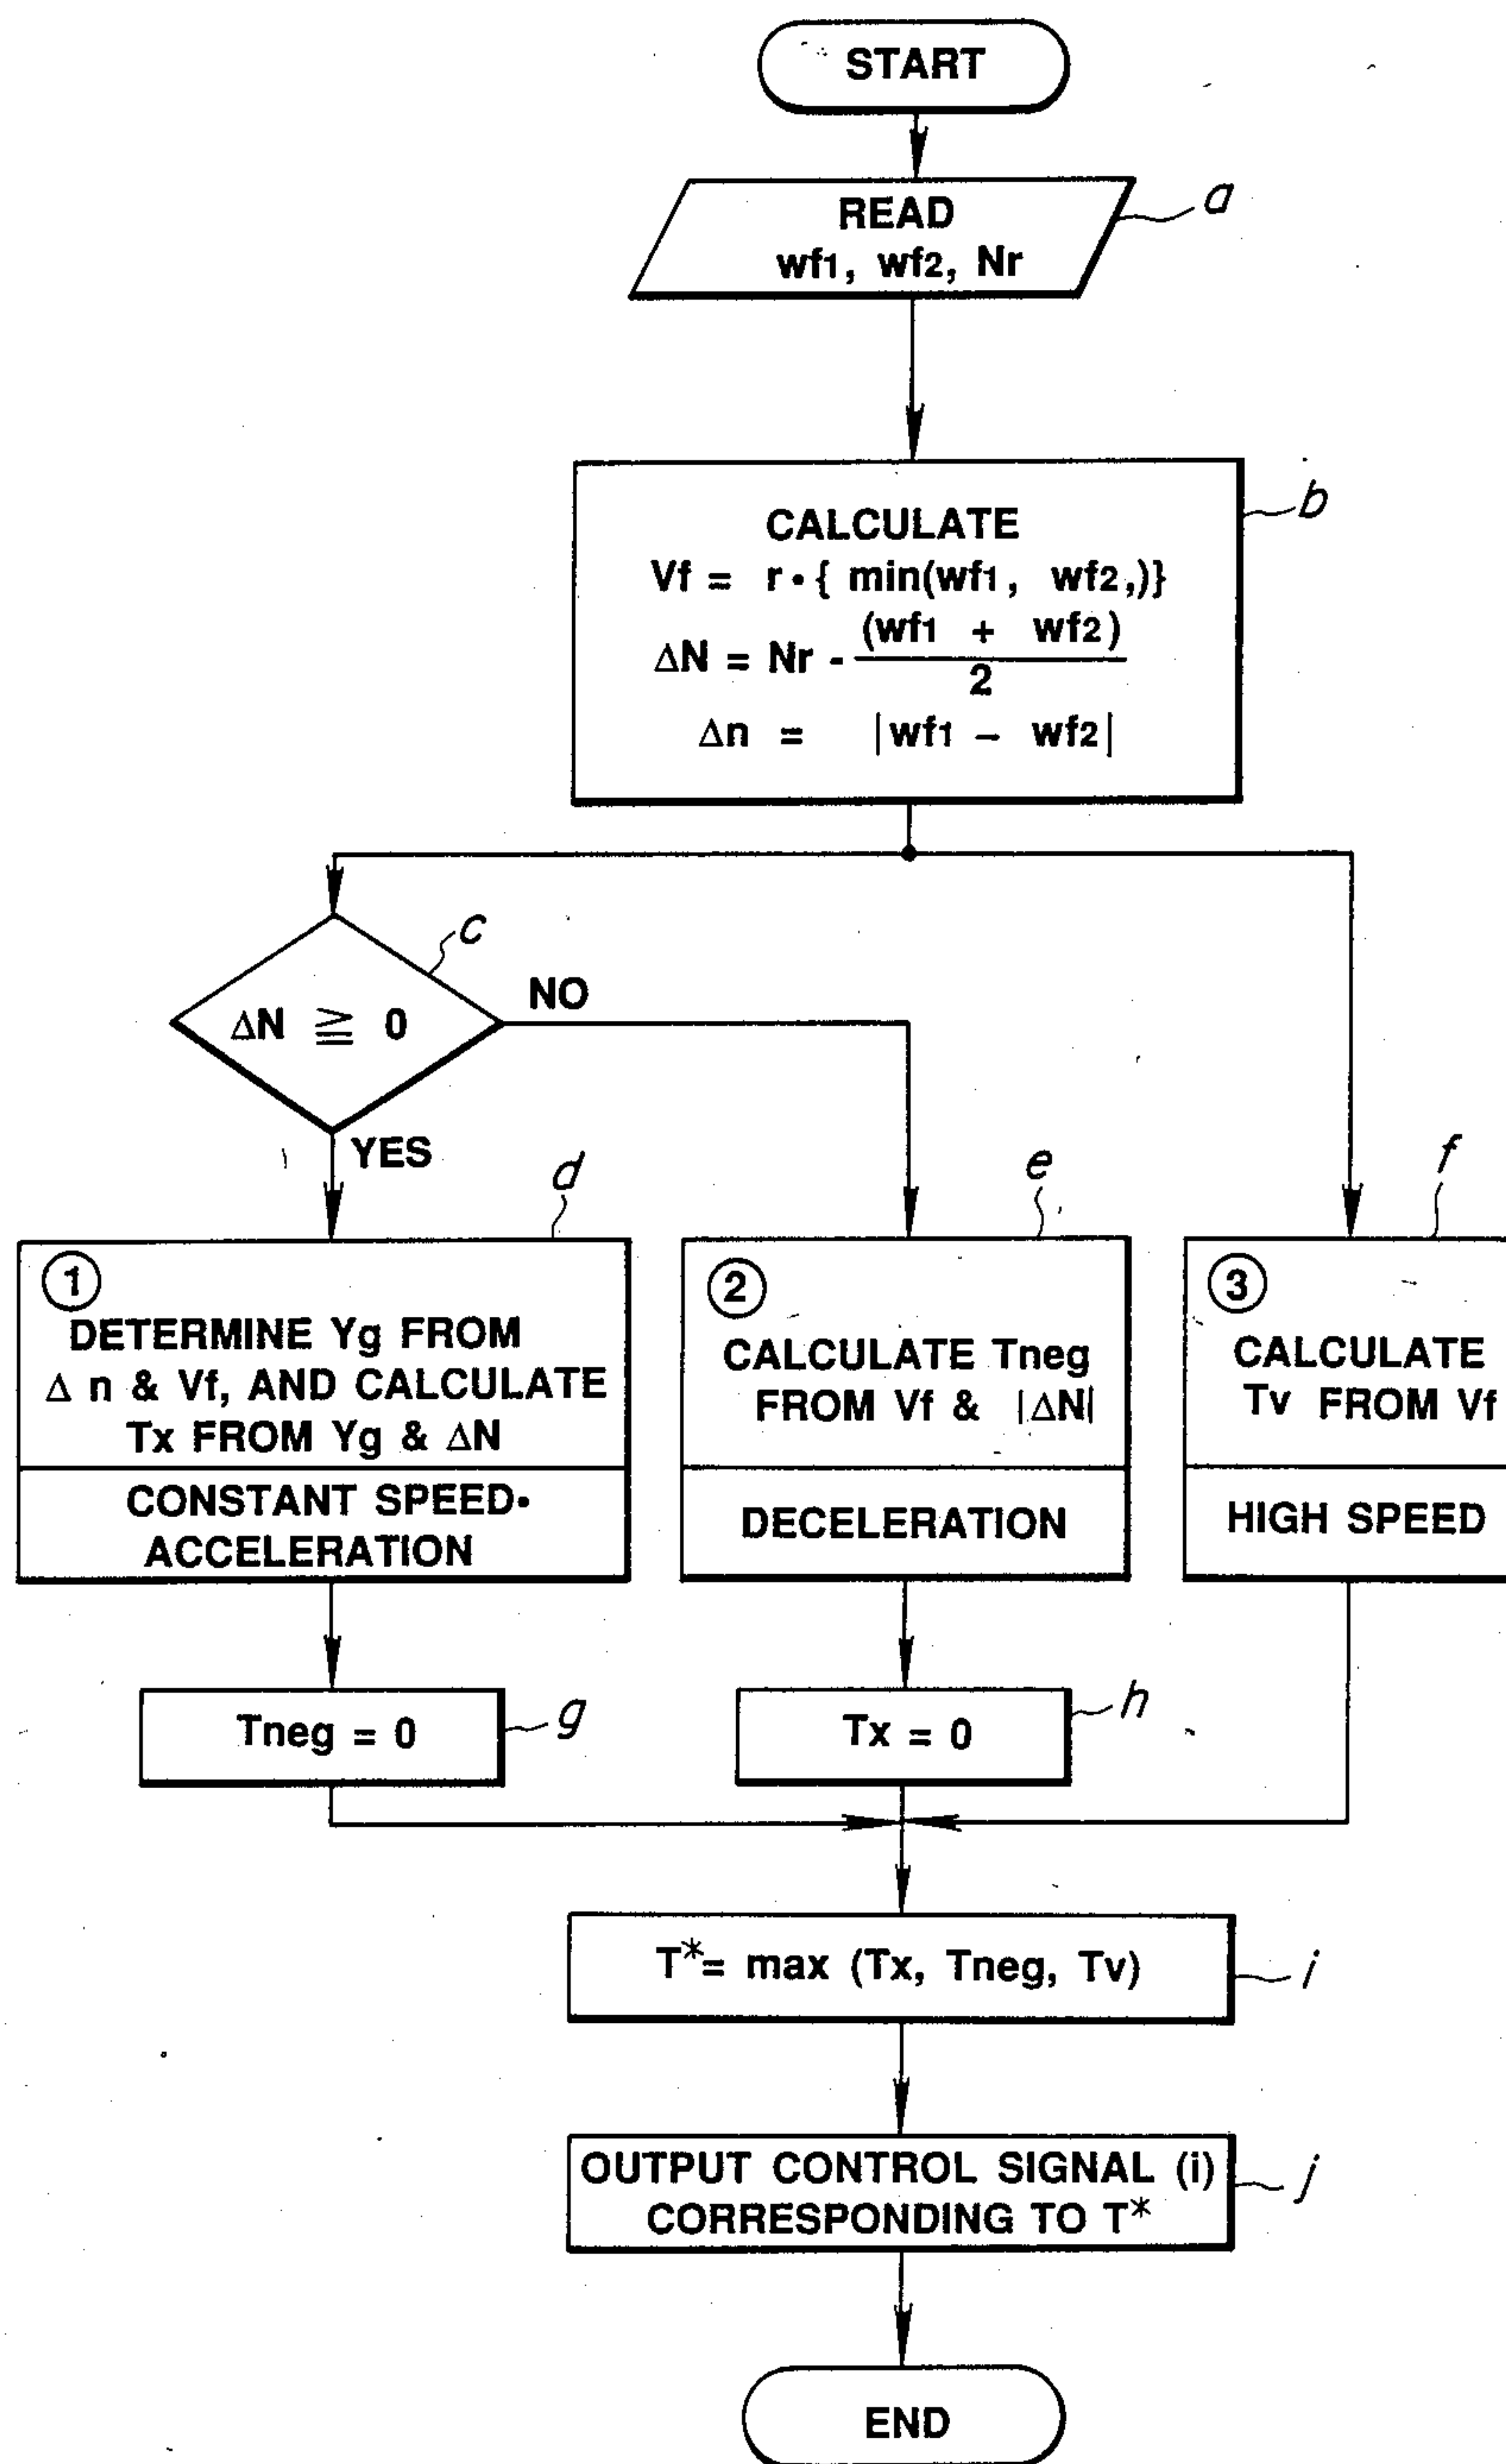 START
READ
wf1, wf2, Nr
a
CALCULATE
Vf = r・{ min(wf1, wf2,)}
ΔN = Nr - (wf1 + wf2)
2
Δn = |wf1 − wf2|
b
c
ΔN ≧ 0
NO
YES
d
①
DETERMINE Yg FROM
Δ n & Vf, AND CALCULATE
Tx FROM Yg & ΔN
CONSTANT SPEED・
ACCELERATION
e
②
CALCULATE Tneg
FROM Vf & |ΔN|
DECELERATION
f
③
CALCULATE
Tv FROM Vf
HIGH SPEED
Tneg = 0
g
Tx = 0
h
T*= max (Tx, Tneg, Tv)
i
OUTPUT CONTROL SIGNAL (i)
CORRESPONDING TO T*
j
END